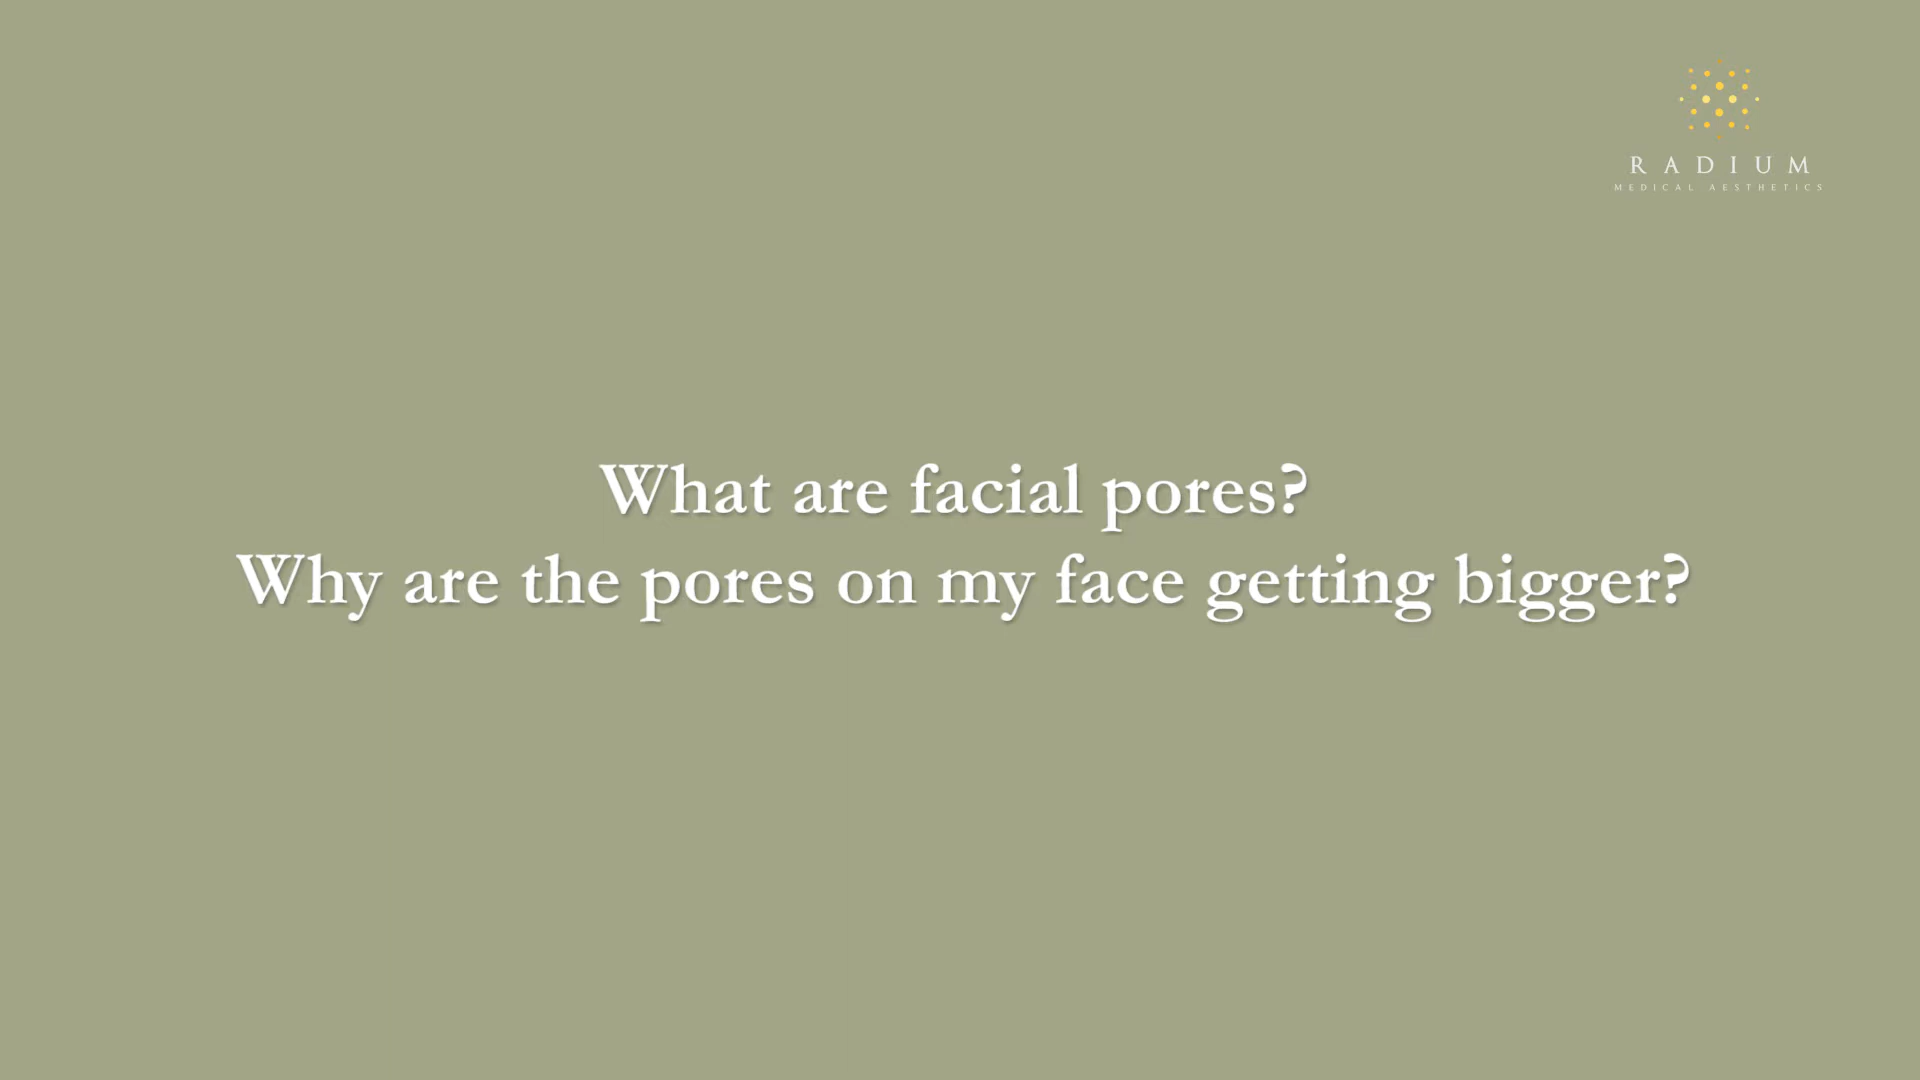 RADIUM
MEDICAL AESTHETICS
What are facial pores?
Why are the pores on my face getting bigger?